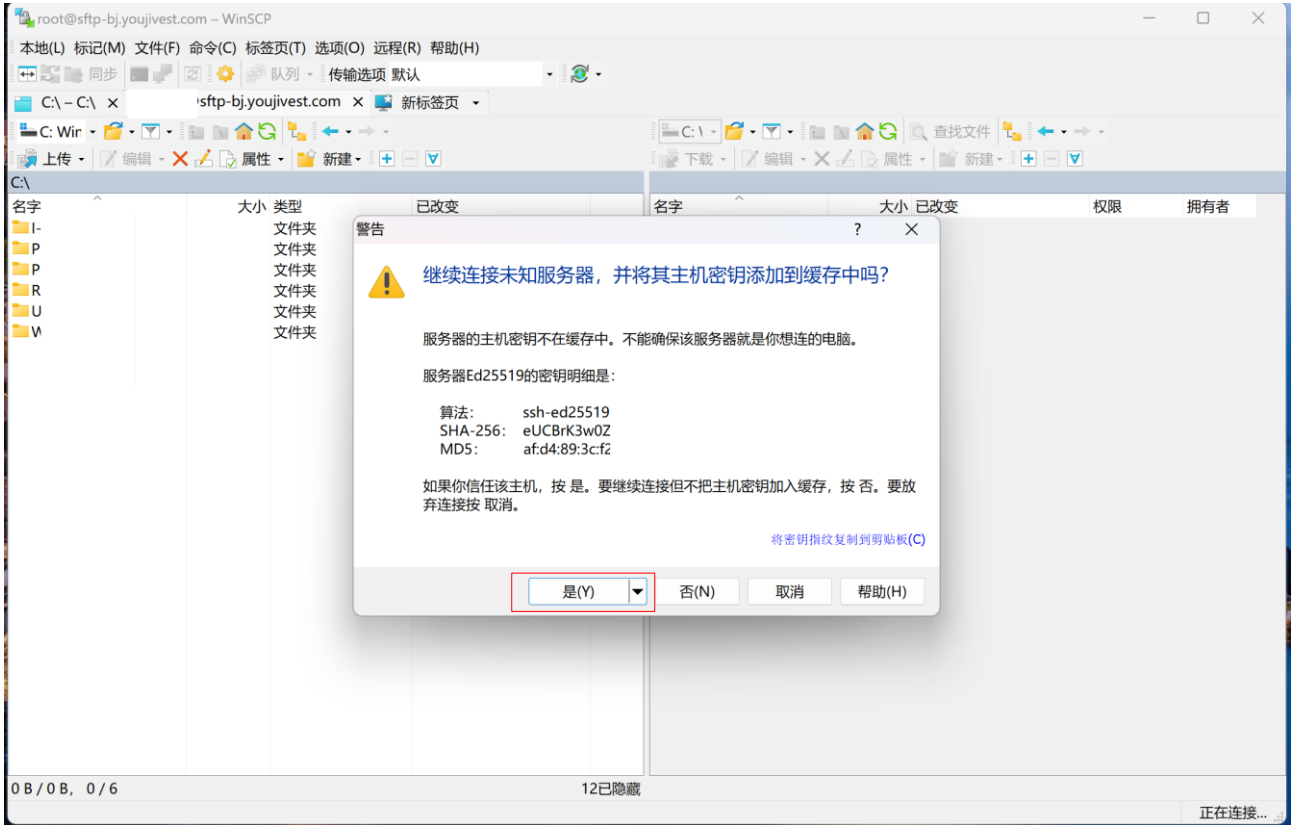 root@sftp-bj.youjivest.com – WinSCP
本地(L) 标记(M) 文件(F) 命令(C) 标签页(T) 选项(O) 远程(R) 帮助(H)
同步 队列 传输选项 默认
C:\ – C:\ sftp-bj.youjivest.com 新标签页
C: Wir C: \ 查找文件
上传 编辑 属性 新建 下载 编辑 属性 新建
C:\
名字 大小 类型 已改变 名字 大小 已改变 权限 拥有者
I- 文件夹
P 文件夹
P 文件夹
R 文件夹
U 文件夹
W 文件夹
警告 ?
继续连接未知服务器，并将其主机密钥添加到缓存中吗？
服务器的主机密钥不在缓存中。不能确保该服务器就是你想连的电脑。
服务器Ed25519的密钥明细是：
算法： ssh-ed25519
SHA-256： eUCBrK3w0Z
MD5： af:d4:89:3c:f2
如果你信任该主机，按 是。要继续连接但不把主机密钥加入缓存，按 否。要放
弃连接按 取消。
将密钥指纹复制到剪贴板(C)
是(Y) 否(N) 取消 帮助(H)
0 B / 0 B, 0 / 6 12已隐藏
正在连接...